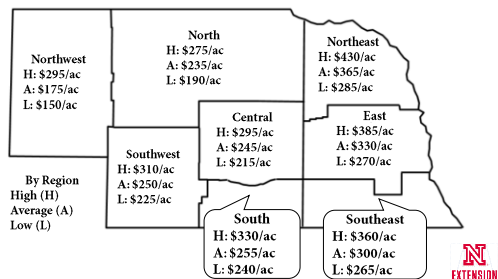 Northwest
H: $295/ac
A: $175/ac
L: $150/ac
North
H: $275/ac
A: $235/ac
L: $190/ac
Northeast
H: $430/ac
A: $365/ac
L: $285/ac
Central
H: $295/ac
A: $245/ac
L: $215/ac
East
H: $385/ac
A: $330/ac
L: $270/ac
Southwest
H: $310/ac
A: $250/ac
L: $225/ac
South
H: $330/ac
A: $255/ac
L: $240/ac
Southeast
H: $360/ac
A: $300/ac
L: $265/ac
By Region
High (H)
Average (A)
Low (L)
N
EXTENSION